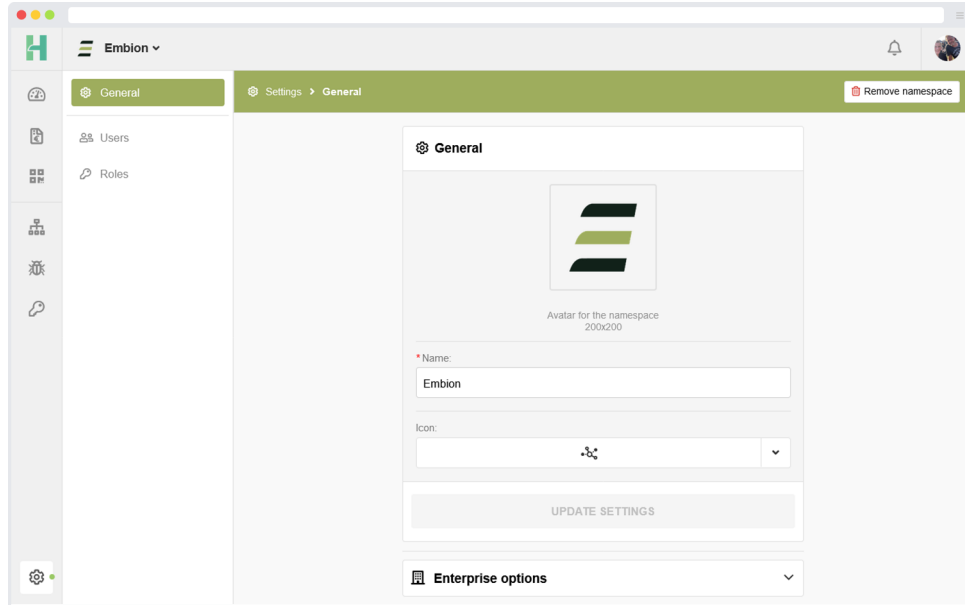 Embion
General
Settings > General
Remove namespace
Users
Roles
General
Avatar for the namespace
200x200
*Name:
Embion
Icon:
UPDATE SETTINGS
Enterprise options